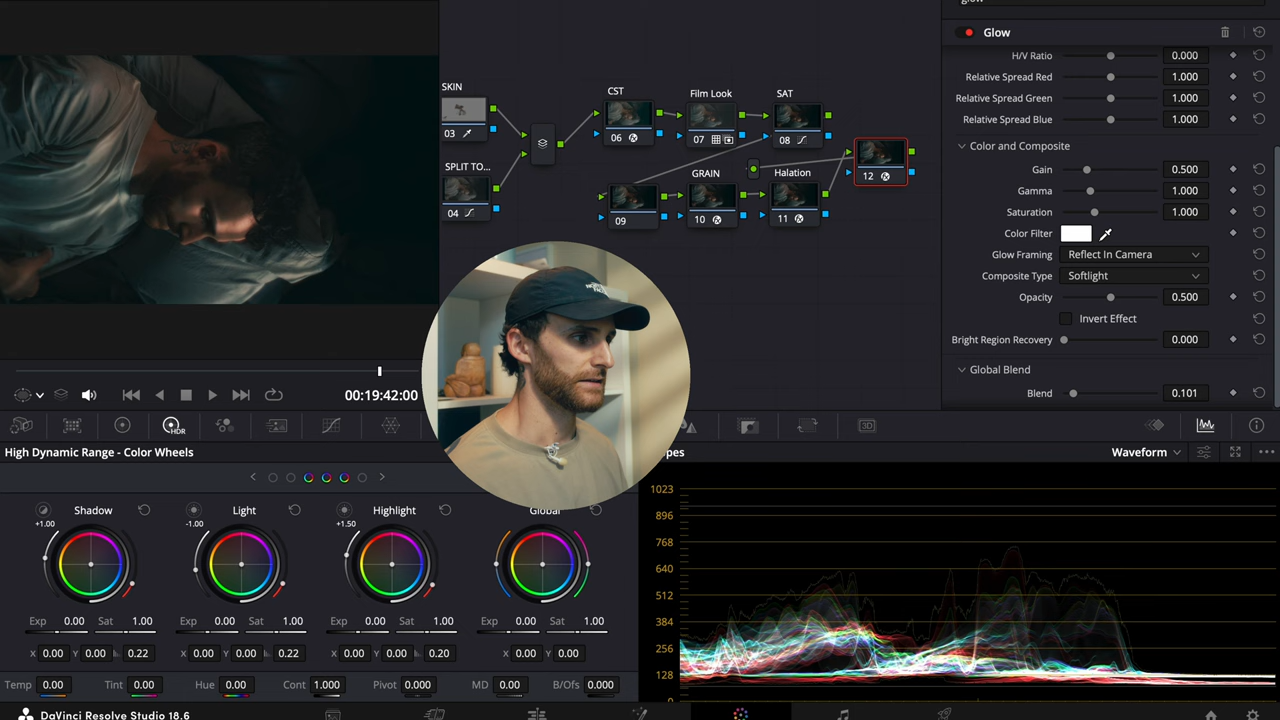 glow
Glow
H/V Ratio 0.000
Relative Spread Red 1.000
Relative Spread Green 1.000
Relative Spread Blue 1.000
Color and Composite
Gain 0.500
Gamma 1.000
Saturation 1.000
Color Filter
Glow Framing Reflect In Camera
Composite Type Softlight
Opacity 0.500
Invert Effect
Bright Region Recovery 0.000
Global Blend
Blend 0.101
SKIN
03
SPLIT TO...
04
CST
06
Film Look
07
SAT
08
09
GRAIN
10
Halation
11
12
THE NORTH FACE
00:19:42:00
HDR
3D
High Dynamic Range - Color Wheels
Shadow
+1.00
Light
-1.00
Highlight
+1.50
Global
Exp 0.00 Sat 1.00
Exp 0.00 Sat 1.00
Exp 0.00 Sat 1.00
Exp 0.00 Sat 1.00
X 0.00 Y 0.00 0.22
X 0.00 Y 0.00 0.22
X 0.00 Y 0.00 0.20
X 0.00 Y 0.00
Temp 0.00 Tint 0.00 Hue 0.00 Cont 1.000 Pivot 0.000 MD 0.00 B/Ofs 0.000
pes
Waveform
1023
896
768
640
512
384
256
128
0
DaVinci Resolve Studio 18.6